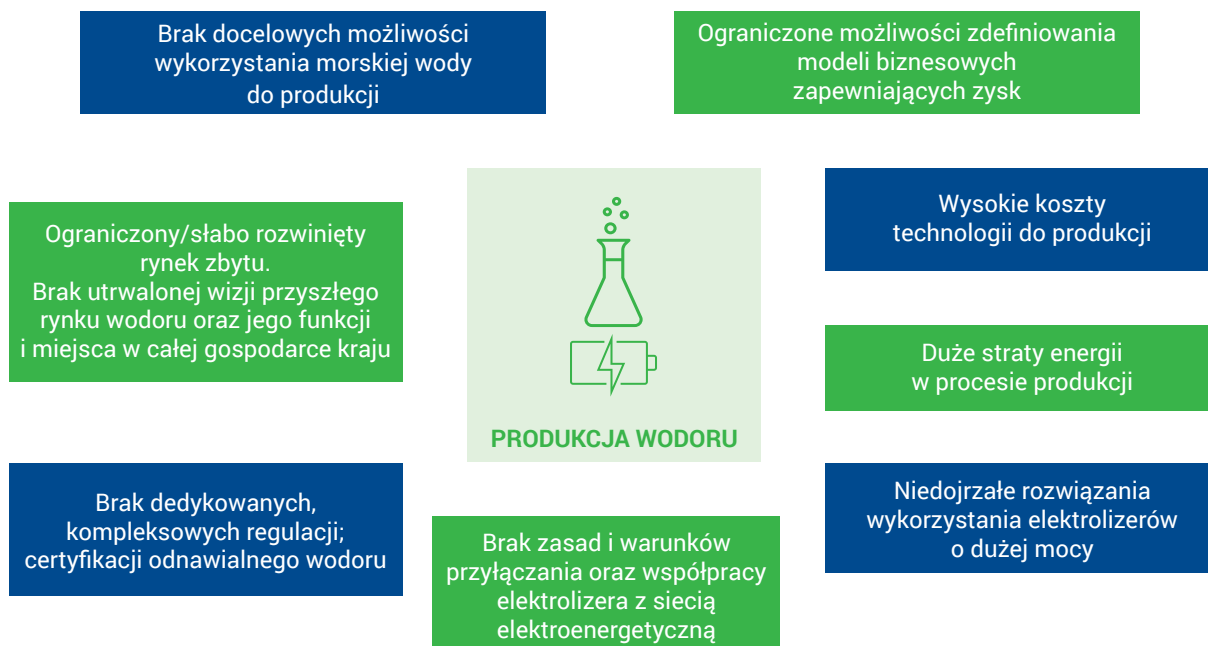 Brak docelowych możliwości
wykorzystania morskiej wody
do produkcji
Ograniczone możliwości zdefiniowania
modeli biznesowych
zapewniających zysk
Ograniczony/słabo rozwinięty
rynek zbytu.
Brak utrwalonej wizji przyszłego
rynku wodoru oraz jego funkcji
i miejsca w całej gospodarce kraju
PRODUKCJA WODORU
Wysokie koszty
technologii do produkcji
Duże straty energii
w procesie produkcji
Brak dedykowanych,
kompleksowych regulacji;
certyfikacji odnawialnego wodoru
Brak zasad i warunków
przyłączania oraz współpracy
elektrolizera z siecią
elektroenergetyczną
Niedojrzałe rozwiązania
wykorzystania elektrolizerów
o dużej mocy